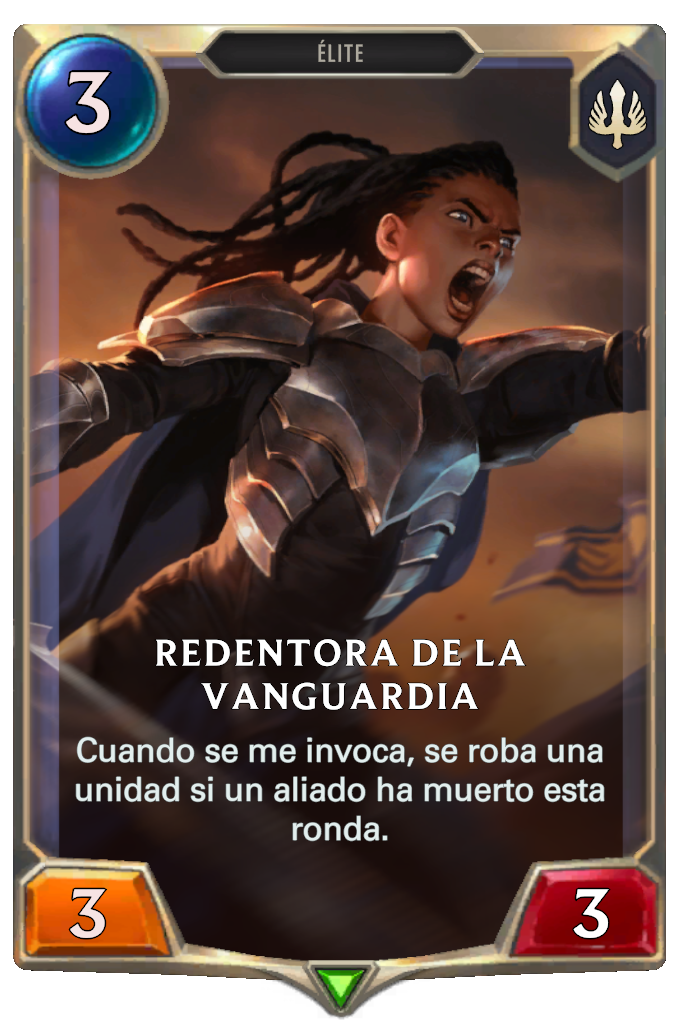 3
ÉLITE
REDENTORA DE LA
VANGUARDIA
Cuando se me invoca, se roba una
unidad si un aliado ha muerto esta
ronda.
3
3